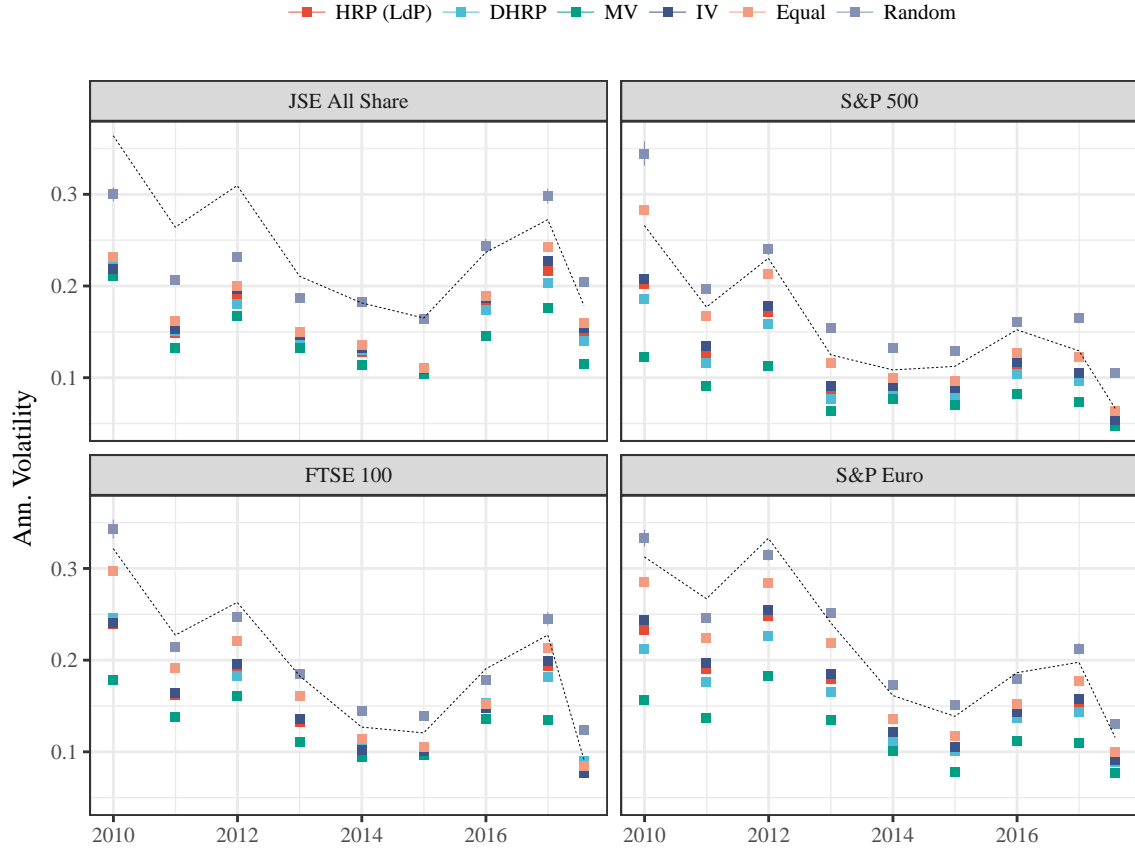 HRP (LdP) DHRP MV IV Equal Random
JSE All Share S&P 500
0.3
0.2
0.1
FTSE 100 S&P Euro
0.3
0.2
0.1
Ann. Volatility
2010 2012 2014 2016 2010 2012 2014 2016